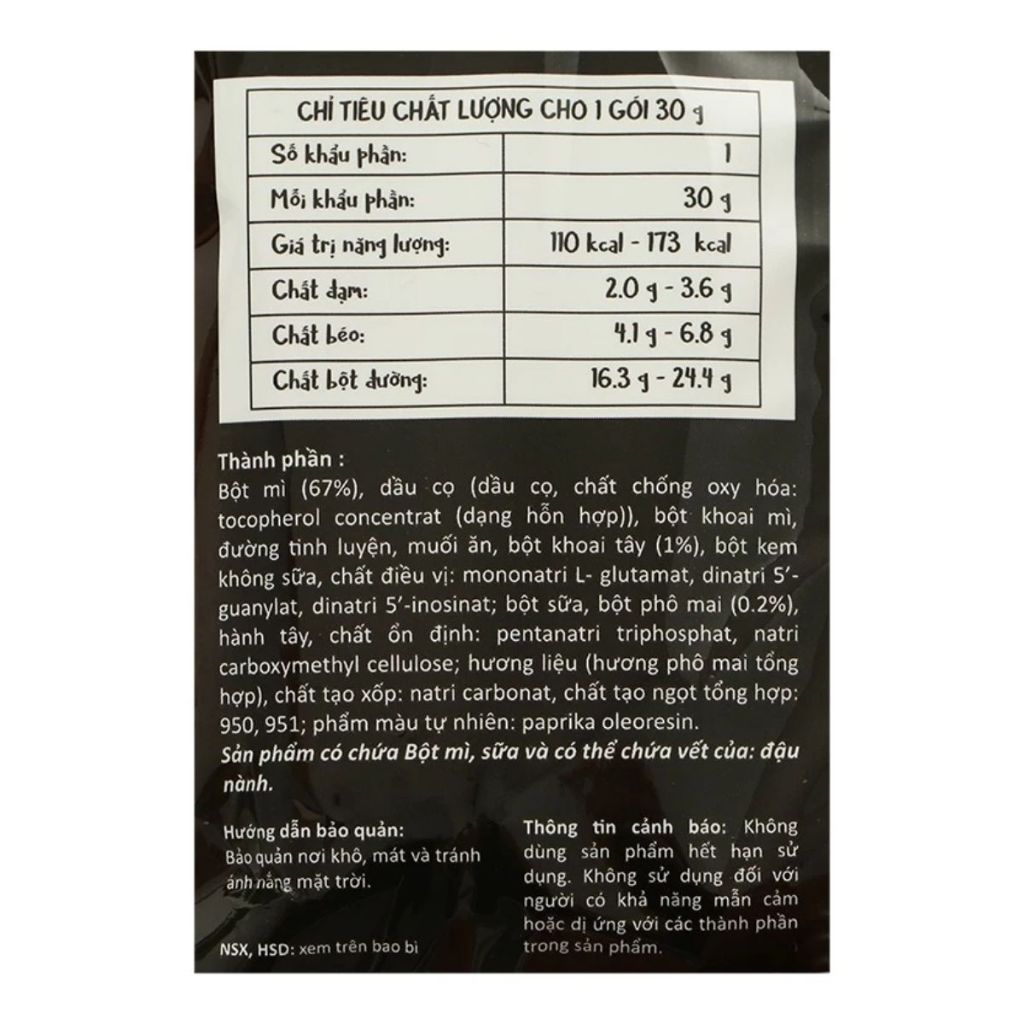 CHỈ TIÊU CHẤT LƯỢNG CHO 1 GÓI 30 g
Số khẩu phần: 1
Mỗi khẩu phần: 30 g
Giá trị năng lượng: 110 kcal - 173 kcal
Chất đạm: 2.0 g - 3.6 g
Chất béo: 4.1 g - 6.8 g
Chất bột đường: 16.3 g - 24.4 g
Thành phần :
Bột mì (67%), dầu cọ (dầu cọ, chất chống oxy hóa:
tocopherol concentrat (dạng hỗn hợp)), bột khoai mì,
đường tinh luyện, muối ăn, bột khoai tây (1%), bột kem
không sữa, chất điều vị: mononatri L- glutamat, dinatri 5’-
guanylat, dinatri 5’-inosinat; bột sữa, bột phô mai (0.2%),
hành tây, chất ổn định: pentanatri triphosphat, natri
carboxymethyl cellulose; hương liệu (hương phô mai tổng
hợp), chất tạo xốp: natri carbonat, chất tạo ngọt tổng hợp:
950, 951; phẩm màu tự nhiên: paprika oleoresin.
Sản phẩm có chứa Bột mì, sữa và có thể chứa vết của: đậu
nành.
Hướng dẫn bảo quản:
Bảo quản nơi khô, mát và tránh
ánh nắng mặt trời.
NSX, HSD: xem trên bao bì
Thông tin cảnh báo: Không
dùng sản phẩm hết hạn sử
dụng. Không sử dụng đối với
người có khả năng mẫn cảm
hoặc dị ứng với các thành phần
trong sản phẩm.